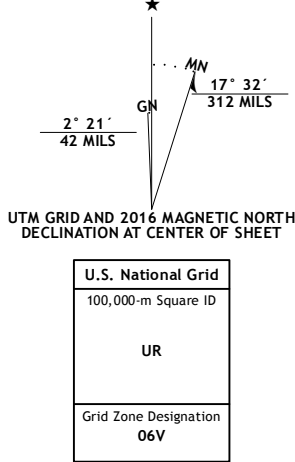 ★
MN
17° 32´
312 MILS
GN
2° 21´
42 MILS
UTM GRID AND 2016 MAGNETIC NORTH
DECLINATION AT CENTER OF SHEET
U.S. National Grid
100,000-m Square ID
UR
Grid Zone Designation
06V